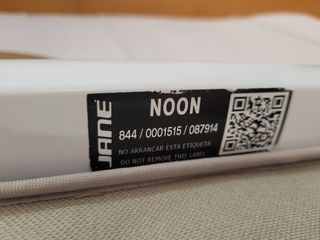 JANE
NOON
844 / 0001515 / 087914
NO ARRANCAR ESTA ETIQUETA
DO NOT REMOVE THIS LABEL